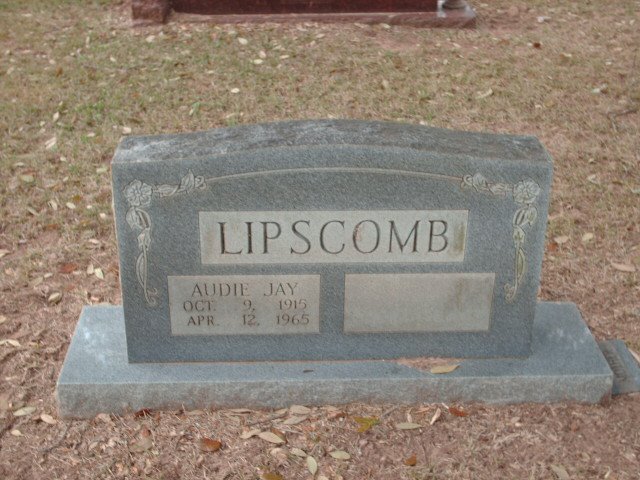 LIPSCOMB
AUDIE JAY
OCT. 9, 1915
APR. 12, 1965